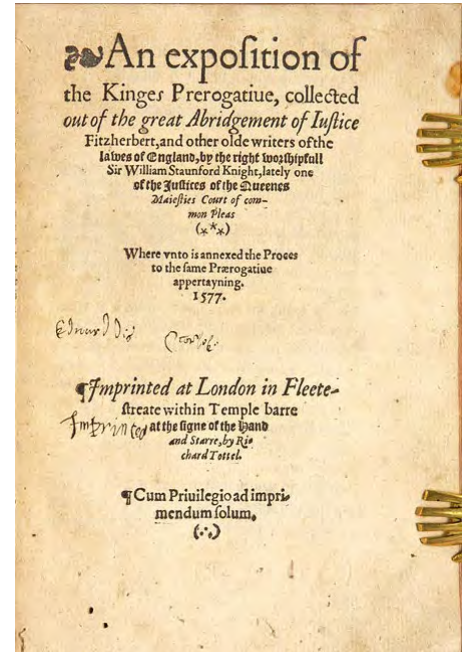 An expoſition of
the Kinges Prerogatiue, collected
out of the great Abridgement of Iuſtice
Fitzherbert, and other olde writers of the
lawes of England, by the right worſhipfull
Sir William Staunford Knight, lately one
of the Juſtices of the Queenes
Maieſties Court of com-
mon Pleas
(***)
Where vnto is annexed the Proces
to the ſame Prærogatiue
appertayning.
1577.
¶Imprinted at London in Fleete-
ſtreate within Temple barre
Imprinted
at the ſigne of the Hand
and Starre, by Ri-
chard Tottel.
¶Cum Priuilegio ad impri-
mendum ſolum.